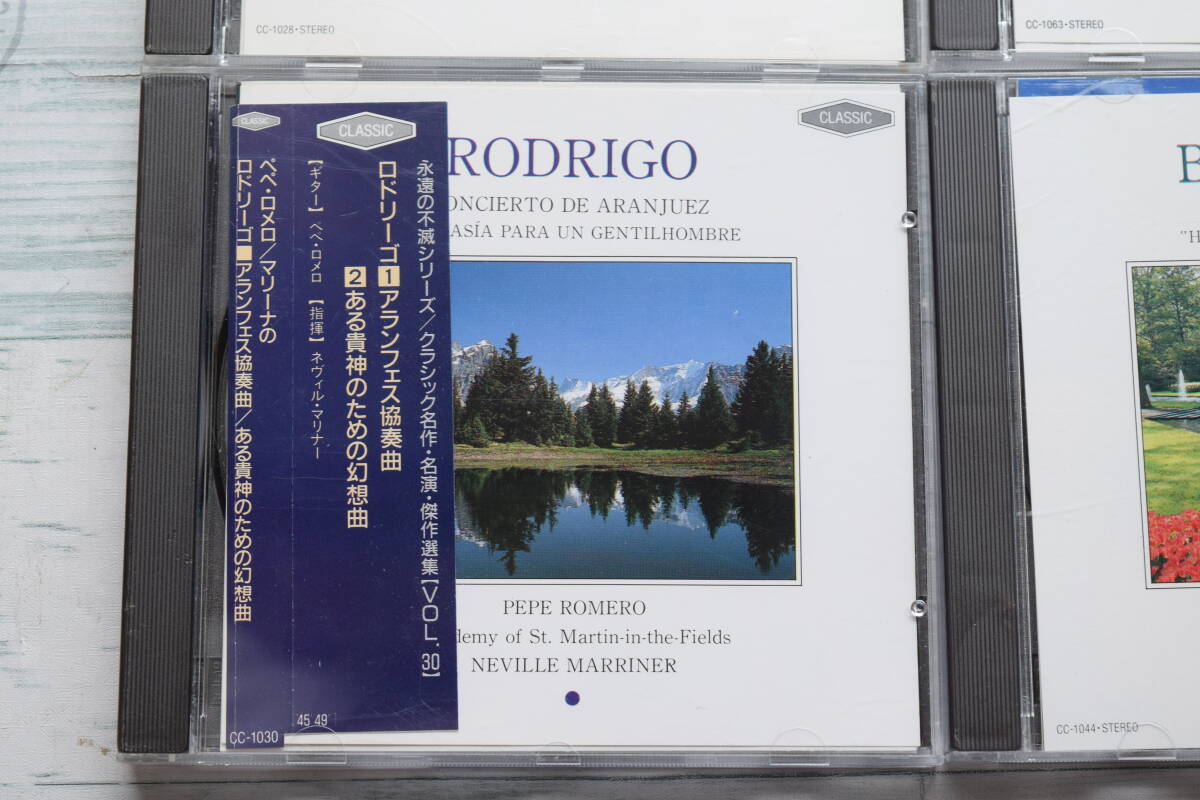 CC-1028・STEREO
CC-1063・STEREO
CLASSIC
ペペ・ロメロ/マリーナの
ロドリーゴ■アランフェス協奏曲/ある貴神のための幻想曲
CC-1030
CLASSIC
永遠の不滅シリーズ/クラシック名作・名演・傑作選集【VOL.30】
ロドリーゴ1アランフェス協奏曲
2ある貴神のための幻想曲
【ギター】ペペ・ロメロ 【指揮】ネヴィル・マリナー
45 49
CLASSIC
RODRIGO
ONCIERTO DE ARANJUEZ
ASÍA PARA UN GENTILHOMBRE
PEPE ROMERO
demy of St. Martin-in-the-Fields
NEVILLE MARRINER
B
"H
CC-1044・STEREO